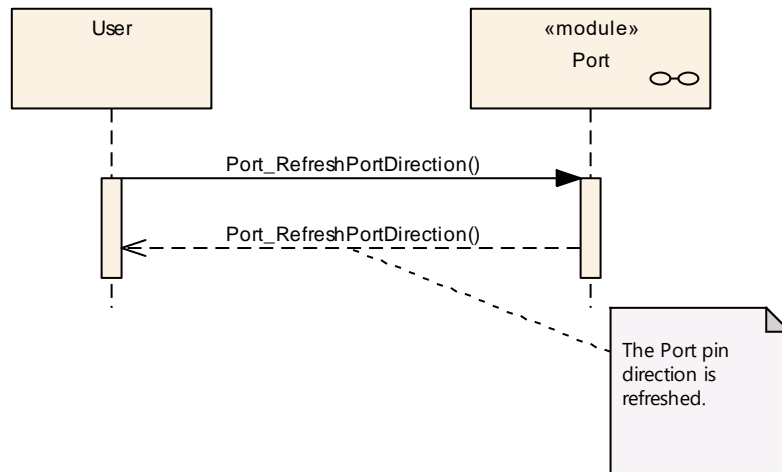 User
«module»
Port
Port_RefreshPortDirection()
Port_RefreshPortDirection()
The Port pin
direction is
refreshed.